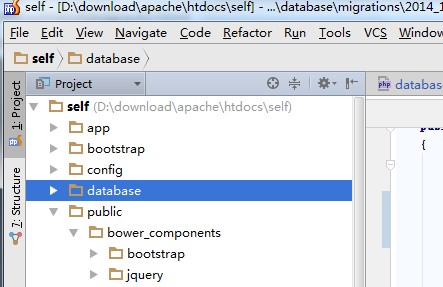 self - [D:\download\apache\htdocs\self] - ...\database\migrations\2014_1
File Edit View Navigate Code Refactor Run Tools VCS Window
self database
1: Project
Project
database
self (D:\download\apache\htdocs\self)
app
bootstrap
config
database
public
bower_components
bootstrap
jquery
7: Structure
{